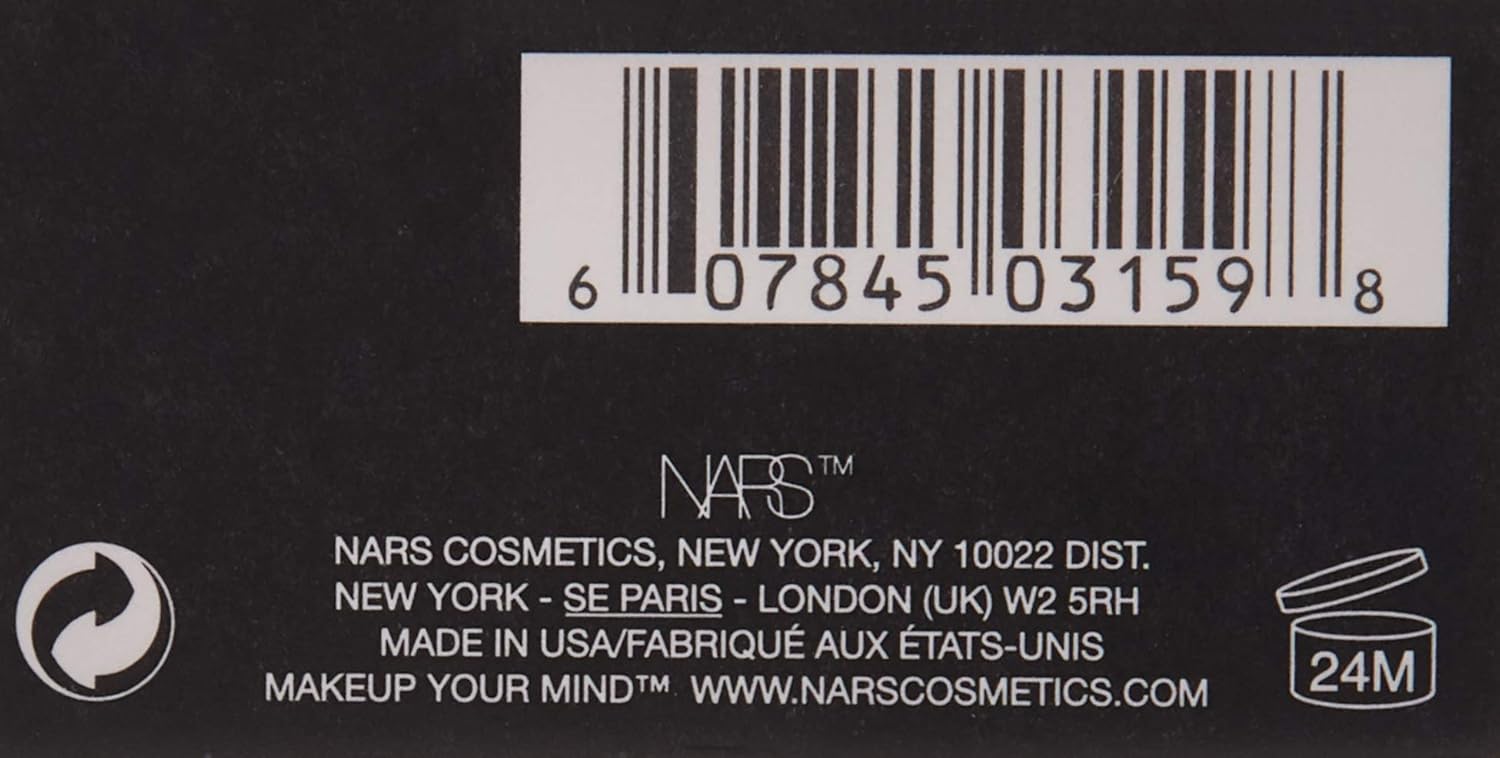 6 07845 03159 8
NARS™
NARS COSMETICS, NEW YORK, NY 10022 DIST.
NEW YORK - SE PARIS - LONDON (UK) W2 5RH
MADE IN USA/FABRIQUÉ AUX ÉTATS-UNIS
MAKEUP YOUR MIND™ WWW.NARSCOSMETICS.COM
24M